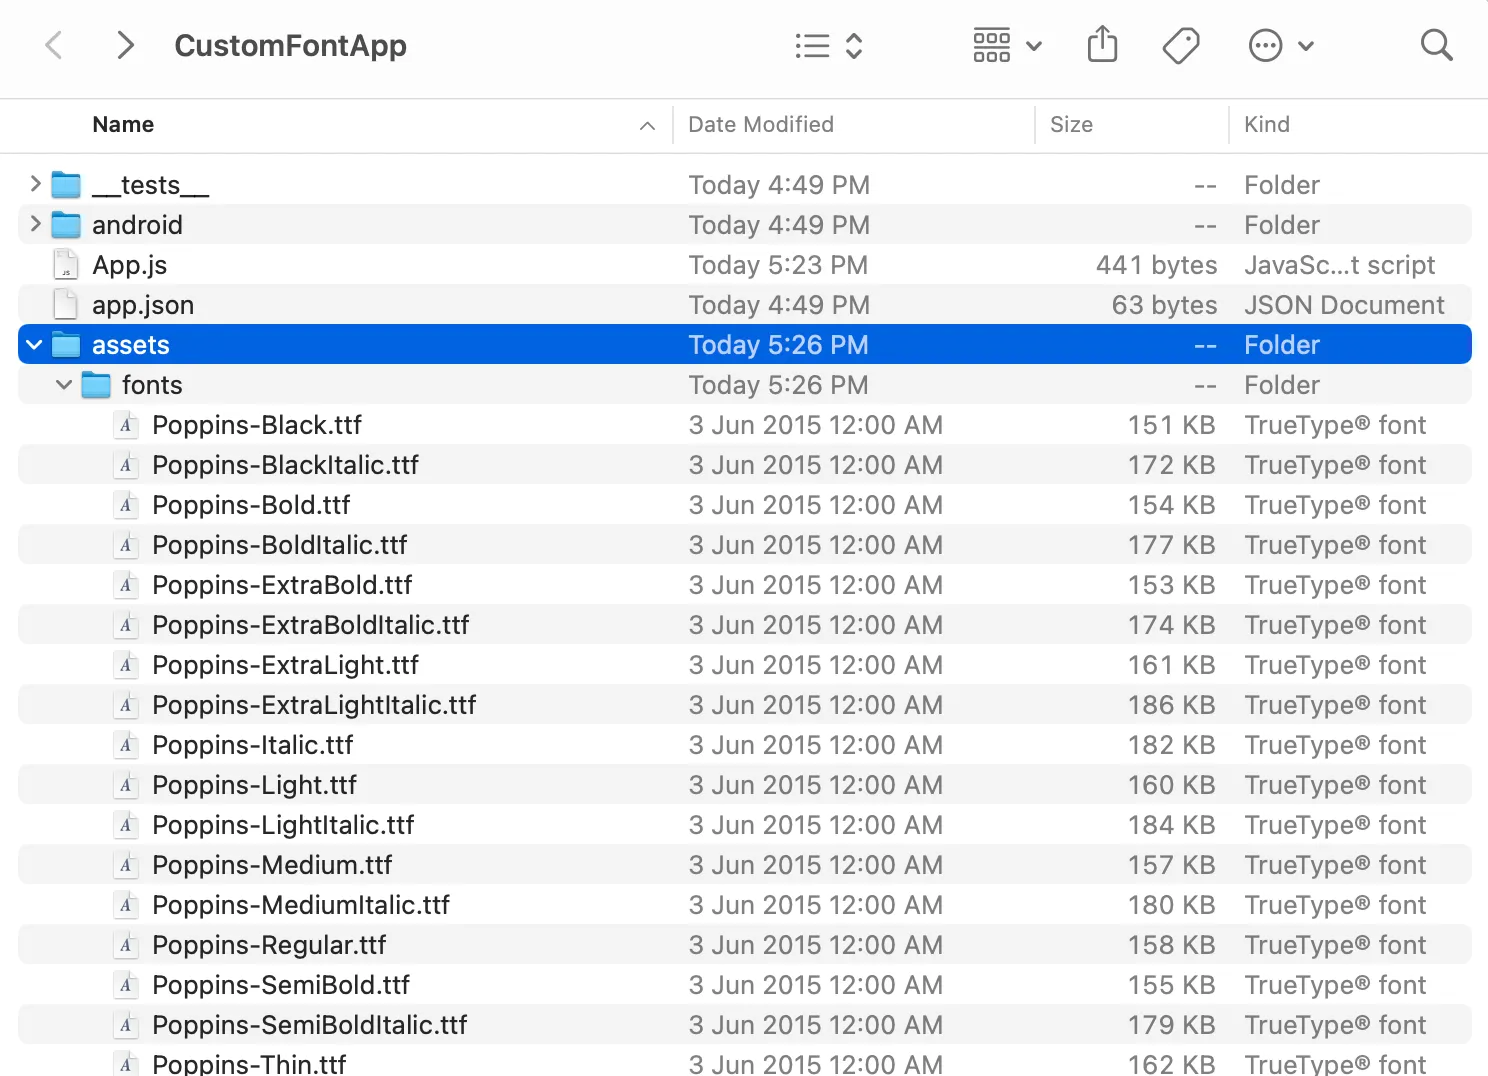 CustomFontApp
Name Date Modified Size Kind
__tests__ Today 4:49 PM -- Folder
android Today 4:49 PM -- Folder
App.js Today 5:23 PM 441 bytes JavaSc...t script
app.json Today 4:49 PM 63 bytes JSON Document
assets Today 5:26 PM -- Folder
fonts Today 5:26 PM -- Folder
Poppins-Black.ttf 3 Jun 2015 12:00 AM 151 KB TrueType® font
Poppins-BlackItalic.ttf 3 Jun 2015 12:00 AM 172 KB TrueType® font
Poppins-Bold.ttf 3 Jun 2015 12:00 AM 154 KB TrueType® font
Poppins-BoldItalic.ttf 3 Jun 2015 12:00 AM 177 KB TrueType® font
Poppins-ExtraBold.ttf 3 Jun 2015 12:00 AM 153 KB TrueType® font
Poppins-ExtraBoldItalic.ttf 3 Jun 2015 12:00 AM 174 KB TrueType® font
Poppins-ExtraLight.ttf 3 Jun 2015 12:00 AM 161 KB TrueType® font
Poppins-ExtraLightItalic.ttf 3 Jun 2015 12:00 AM 186 KB TrueType® font
Poppins-Italic.ttf 3 Jun 2015 12:00 AM 182 KB TrueType® font
Poppins-Light.ttf 3 Jun 2015 12:00 AM 160 KB TrueType® font
Poppins-LightItalic.ttf 3 Jun 2015 12:00 AM 184 KB TrueType® font
Poppins-Medium.ttf 3 Jun 2015 12:00 AM 157 KB TrueType® font
Poppins-MediumItalic.ttf 3 Jun 2015 12:00 AM 180 KB TrueType® font
Poppins-Regular.ttf 3 Jun 2015 12:00 AM 158 KB TrueType® font
Poppins-SemiBold.ttf 3 Jun 2015 12:00 AM 155 KB TrueType® font
Poppins-SemiBoldItalic.ttf 3 Jun 2015 12:00 AM 179 KB TrueType® font
Poppins-Thin.ttf 3 Jun 2015 12:00 AM 162 KB TrueType® font